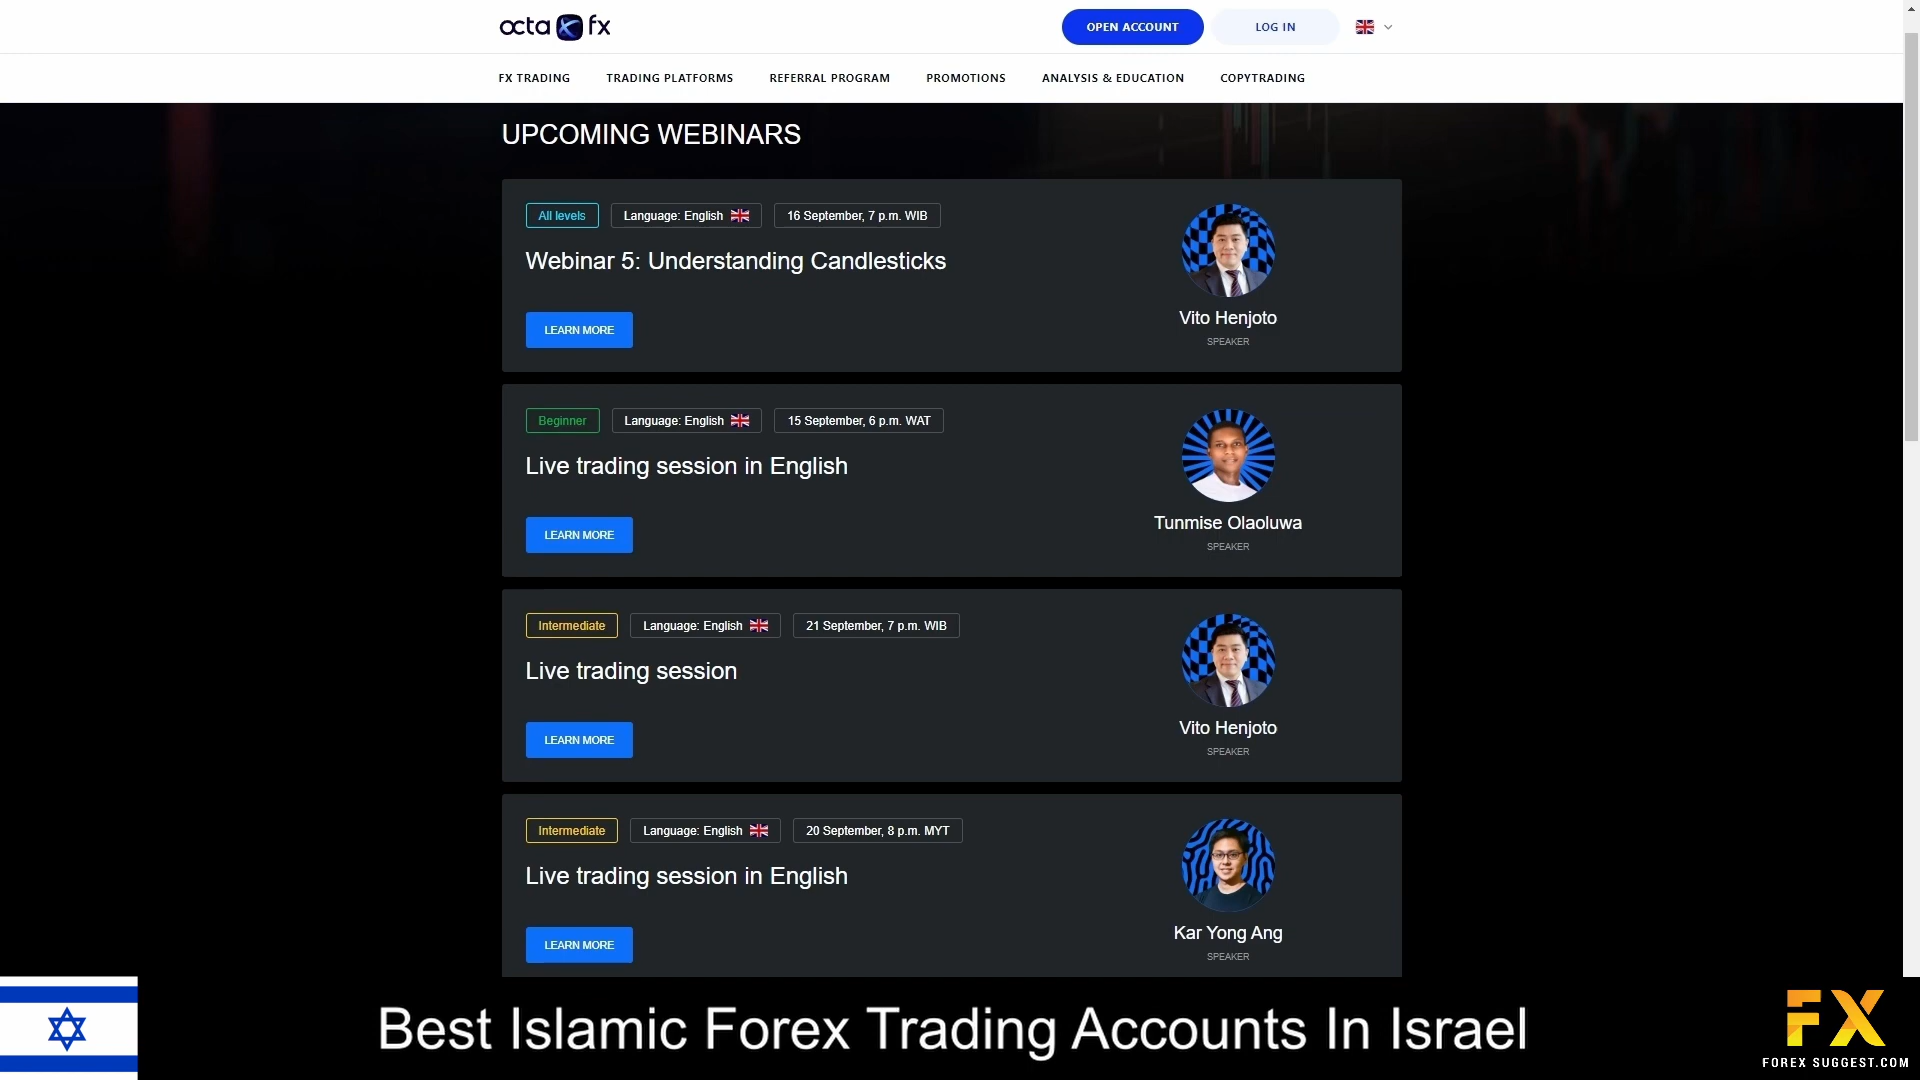 octa fx
OPEN ACCOUNT
LOG IN
FX TRADING
TRADING PLATFORMS
REFERRAL PROGRAM
PROMOTIONS
ANALYSIS & EDUCATION
COPYTRADING
UPCOMING WEBINARS
All levels
Language: English
16 September, 7 p.m. WIB
Webinar 5: Understanding Candlesticks
LEARN MORE
Vito Henjoto
SPEAKER
Beginner
Language: English
15 September, 6 p.m. WAT
Live trading session in English
LEARN MORE
Tunmise Olaoluwa
SPEAKER
Intermediate
Language: English
21 September, 7 p.m. WIB
Live trading session
LEARN MORE
Vito Henjoto
SPEAKER
Intermediate
Language: English
20 September, 8 p.m. MYT
Live trading session in English
LEARN MORE
Kar Yong Ang
SPEAKER
Best Islamic Forex Trading Accounts In Israel
FX
FOREX SUGGEST.COM